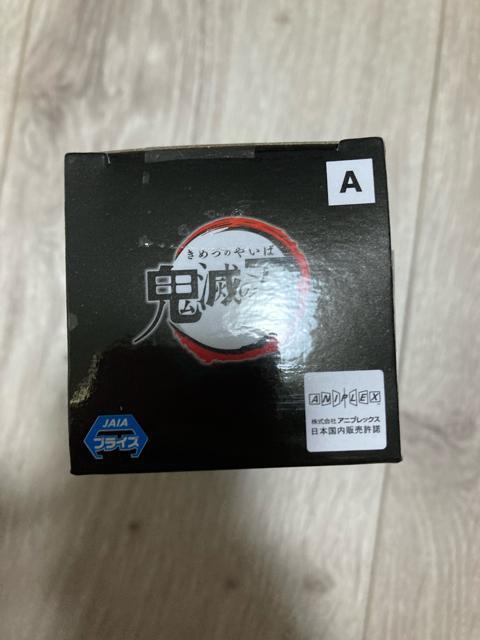 A
きめつのやいば
鬼滅の
ANIPLEX
株式会社 アニプレックス
日本国内販売許諾
JAIA
プライズ